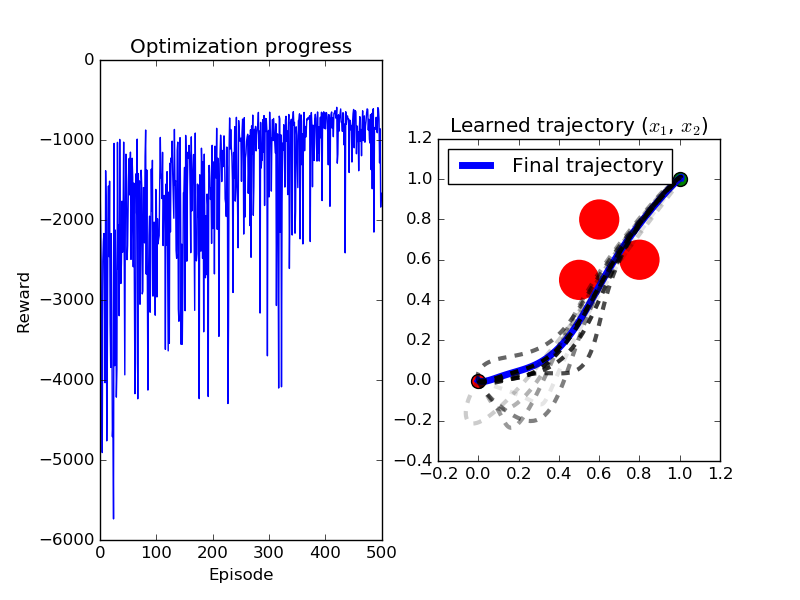 Optimization progress
0
−1000
−2000
−3000
−4000
−5000
−6000
Reward
0 100 200 300 400 500
Episode
Learned trajectory (x₁, x₂)
Final trajectory
1.2
1.0
0.8
0.6
0.4
0.2
0.0
−0.2
−0.4
−0.2 0.0 0.2 0.4 0.6 0.8 1.0 1.2